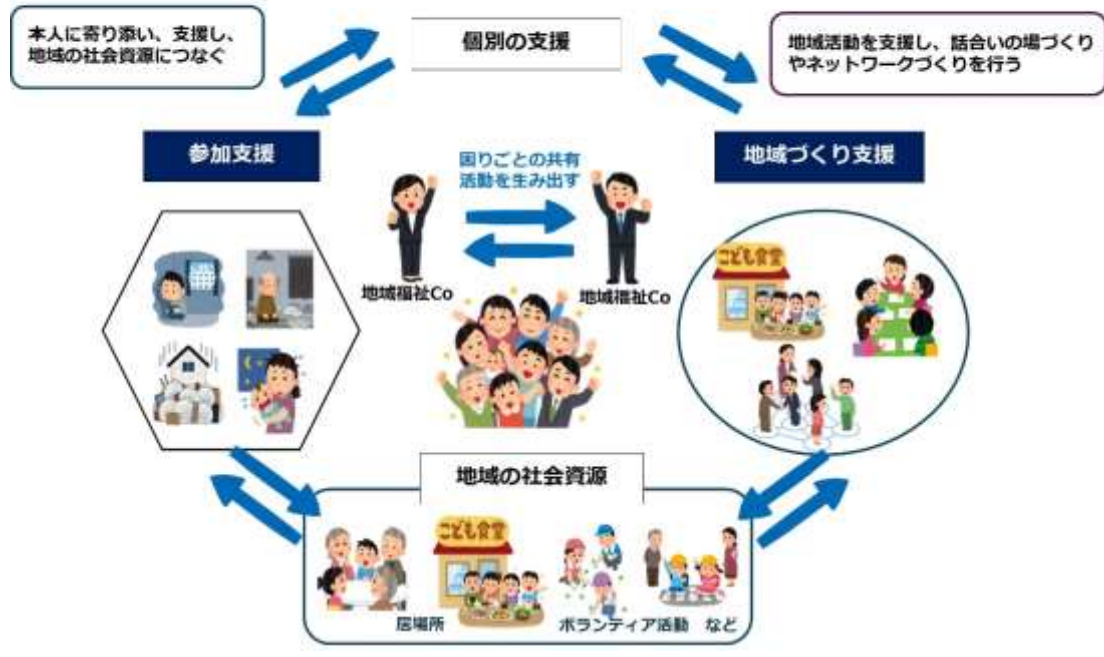 本人に寄り添い、支援し、
地域の社会資源につなぐ
個別の支援
地域活動を支援し、話合いの場づくり
やネットワークづくりを行う
参加支援
困りごとの共有
活動を生み出す
地域づくり支援
地域福祉Co
地域福祉Co
こども食堂
地域の社会資源
こども食堂
居場所
ボランティア活動 など